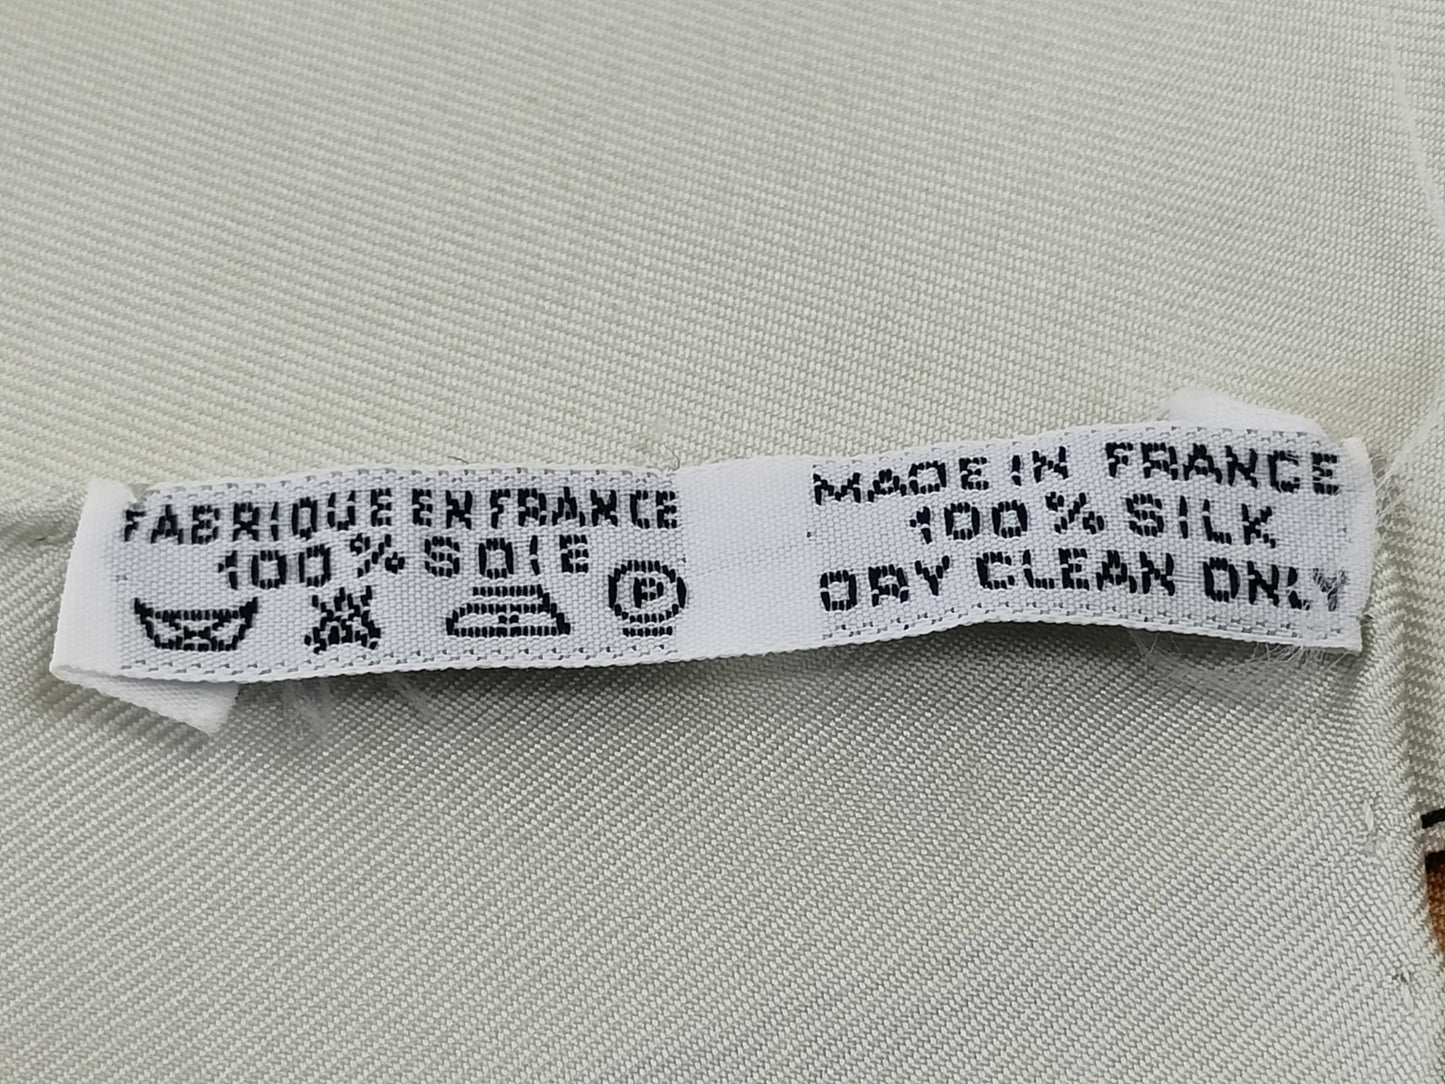 FABRIQUE EN FRANCE
100 % SOIE
P
MADE IN FRANCE
100 % SILK
DRY CLEAN ONLY